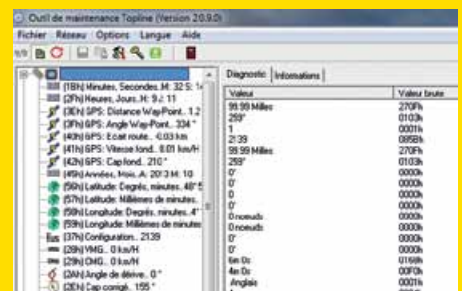 Outil de maintenance Topline (Version 20.9.0)
Fichier Réseau Options Langue Aide
Diagnostic Informations
Valeur Valeur brute
(1Bh) Minutes, Secondes. M: 32 S:
(2Fh) Heures, Jours. H: 9 J: 11
(3Eh) GPS: Distance Way-Point. 1.2
(3Fh) GPS: Angle Way-Point. 334°
(40h) GPS: Ecart route.
(41h) GPS: Vitesse fond. 0.01 km/H
(42h) GPS: Cap fond. 210°
Années, Mois. A: 2013 M: 10
(56h) Latitude: Degrés, minutes. 48°
(57h) Latitude: Millièmes de minutes.
(58h) Longitude: Degrés, minutes. 4°
(59h) Longitude: Millièmes de minutes
(37h) Configuration.. 2139
(28h) VMG.. 0 km/H
(29h) CMG.. 0 km/H
(2Ah) Angle de dérive.. 0°
(2Eh) Cap corrigé.. 155°
99.99 Milles 270Fh
259° 0103h
1 0001h
2139 085Bh
99.99 Milles 270Fh
259° 0103h
0' 0000h
0' 0000h
0 0000h
0' 0000h
0 noeuds 0000h
0 noeuds 0000h
0° 0000h
6m 0s 0168h
4m 0s 00F0h
Anglais 0001h